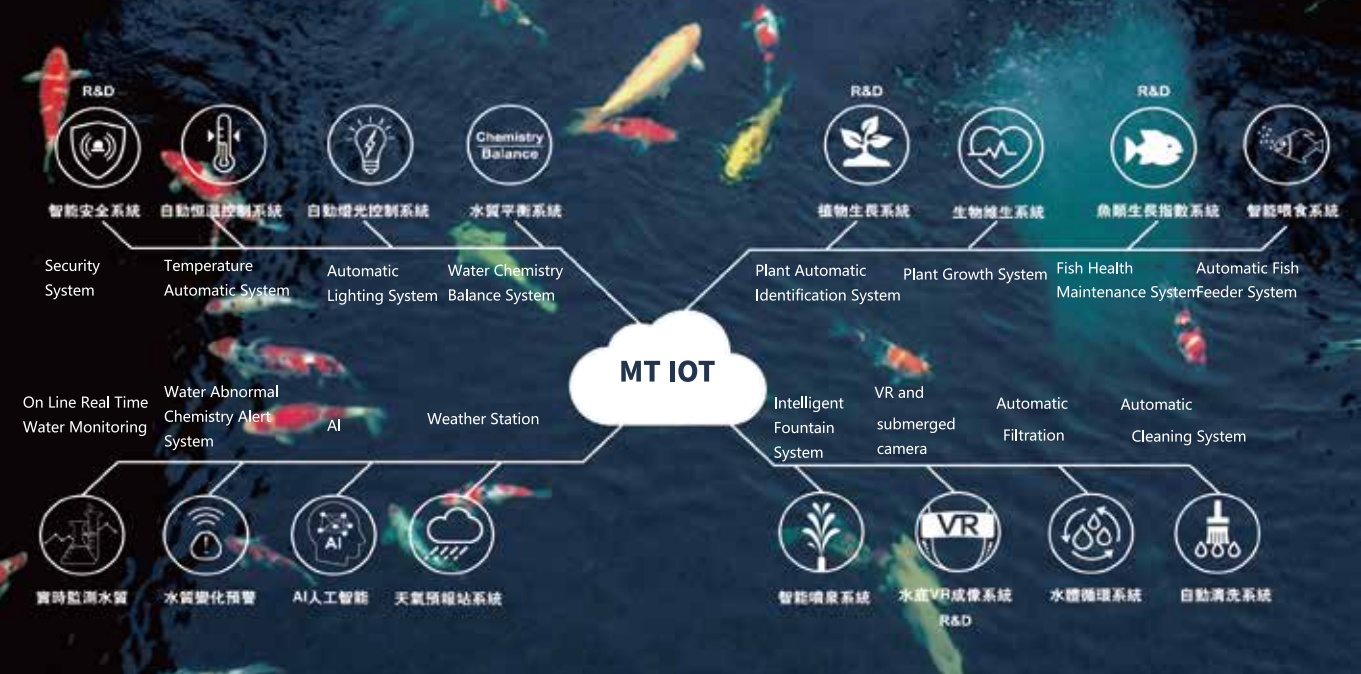 R&D
R&D
R&D
Chemistry
Balance
智能安全系統
自動恒溫控制系統
自動燈光控制系統
水質平衡系統
植物生長系統
生物維生系統
魚類生長指數系統
智能喂食系統
Security
System
Temperature
Automatic System
Automatic
Lighting System
Water Chemistry
Balance System
Plant Automatic
Identification System
Plant Growth System
Fish Health
Maintenance System
Automatic Fish
Feeder System
MT IOT
On Line Real Time
Water Monitoring
Water Abnormal
Chemistry Alert
System
AI
Weather Station
Intelligent
Fountain
System
VR and
submerged
camera
Automatic
Filtration
Automatic
Cleaning System
AI
VR
實時監測水質
水質變化預警
AI人工智能
天氣預報站系統
智能噴泉系統
水底VR成像系統
R&D
水體循環系統
自動清洗系統